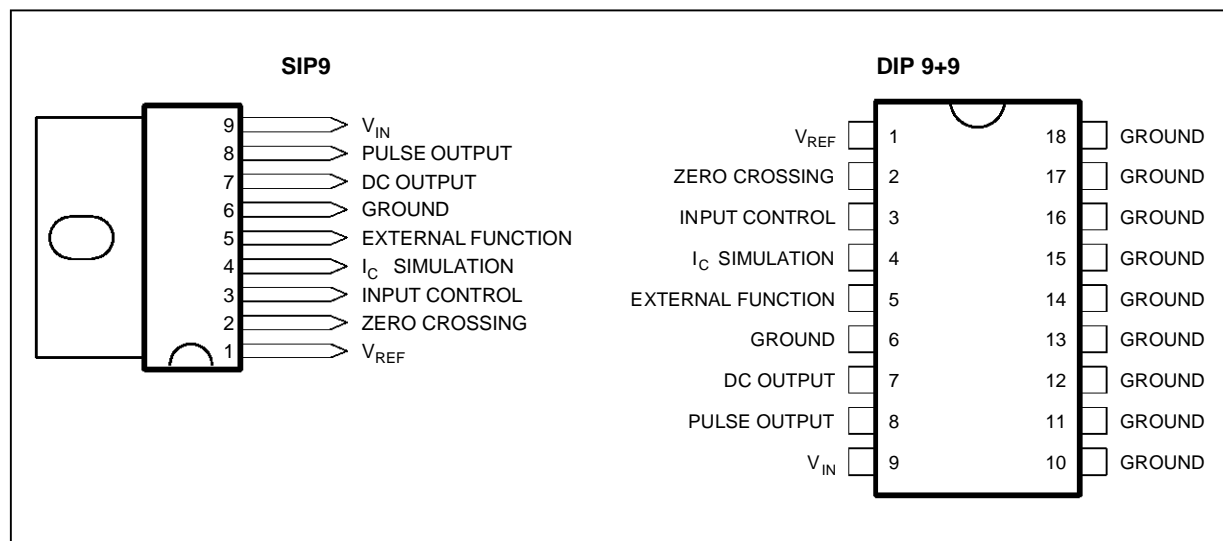 SIP9
9 V_IN
8 PULSE OUTPUT
7 DC OUTPUT
6 GROUND
5 EXTERNAL FUNCTION
4 I_C SIMULATION
3 INPUT CONTROL
2 ZERO CROSSING
1 V_REF
DIP 9+9
V_REF 1 18 GROUND
ZERO CROSSING 2 17 GROUND
INPUT CONTROL 3 16 GROUND
I_C SIMULATION 4 15 GROUND
EXTERNAL FUNCTION 5 14 GROUND
GROUND 6 13 GROUND
DC OUTPUT 7 12 GROUND
PULSE OUTPUT 8 11 GROUND
V_IN 9 10 GROUND